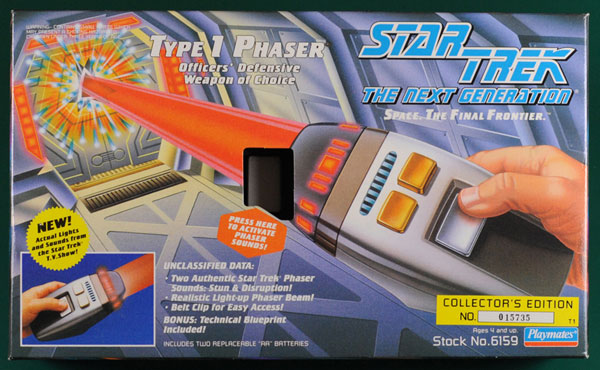 WARNING:
TYPE 1 PHASER
Officers' Defensive
Weapon of Choice
STAR TREK
THE NEXT GENERATION®
SPACE, THE FINAL FRONTIER.™
NEW!
Actual Lights
and Sounds from
the Star Trek®
T.V. Show!
PRESS HERE
TO ACTIVATE
PHASER
SOUNDS!
UNCLASSIFIED DATA:
• Two Authentic Star Trek® Phaser
Sounds: Stun & Disruption!
• Realistic Light-up Phaser Beam!
• Belt Clip for Easy Access!
BONUS: Technical Blueprint
Included!
INCLUDES TWO REPLACEABLE "AA" BATTERIES
COLLECTOR'S EDITION
NO. 015735
T1
Ages 4 and up.
Stock No.6159
Playmates®